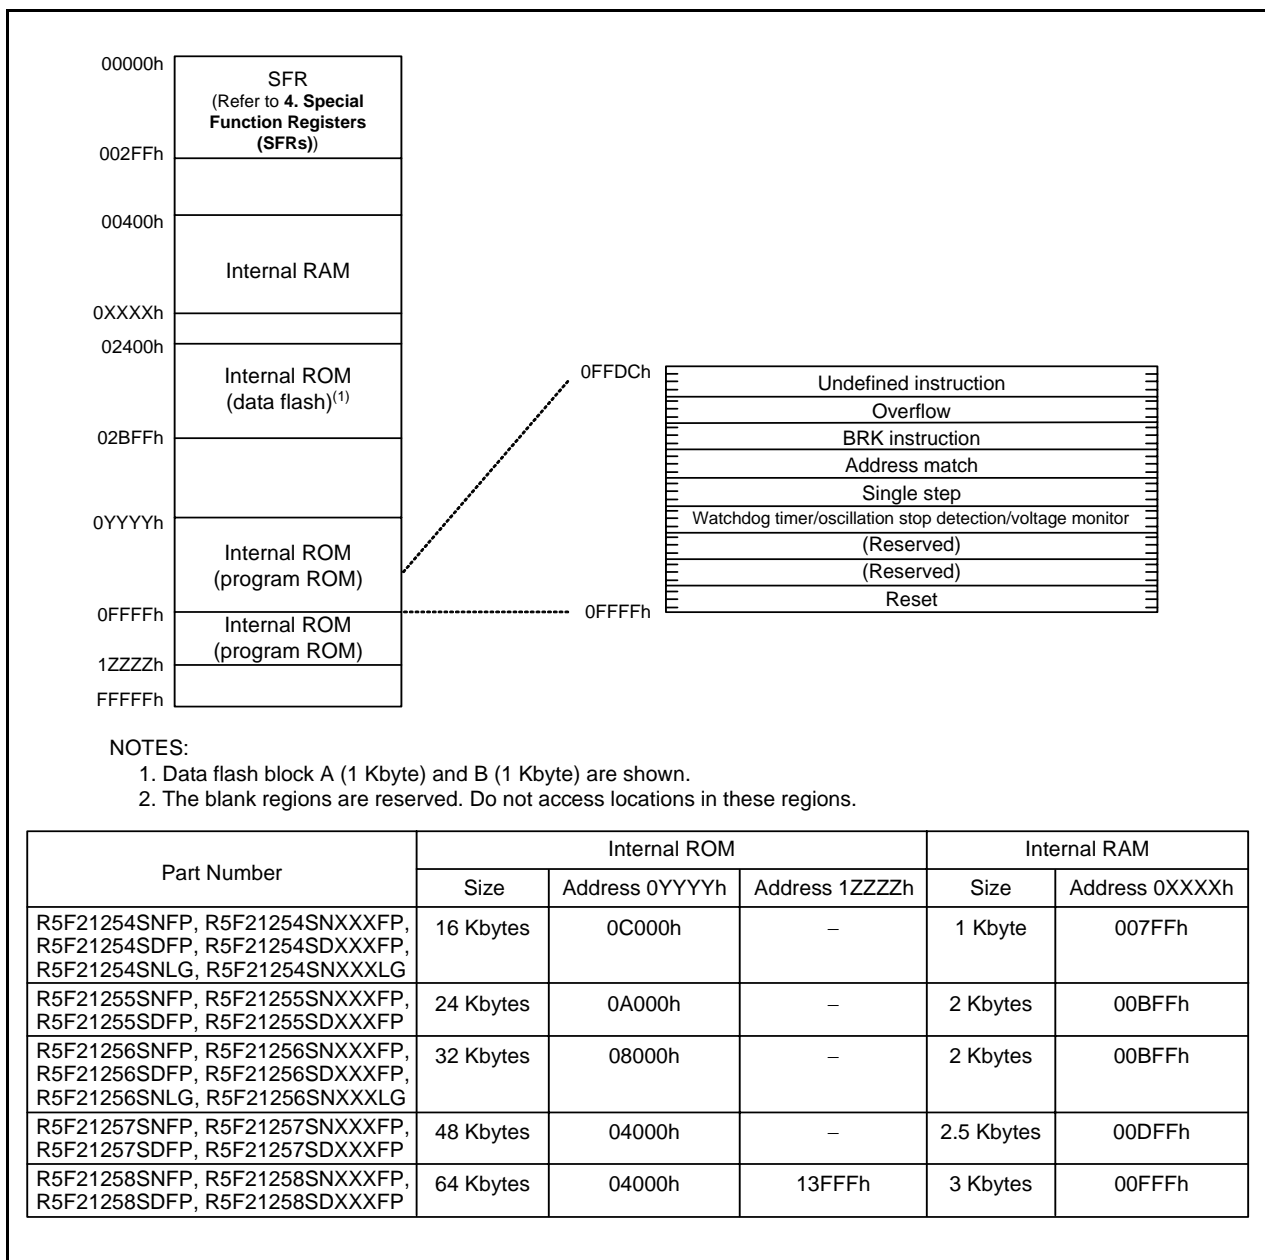 00000h
SFR
(Refer to 4. Special
Function Registers
(SFRs))
002FFh
00400h
Internal RAM
0XXXXh
02400h
Internal ROM
(data flash)(1)
02BFFh
0YYYYh
Internal ROM
(program ROM)
0FFFFh
Internal ROM
(program ROM)
1ZZZZh
FFFFFh
0FFDCh
Undefined instruction
Overflow
BRK instruction
Address match
Single step
Watchdog timer/oscillation stop detection/voltage monitor
(Reserved)
(Reserved)
Reset
0FFFFh
NOTES:
1. Data flash block A (1 Kbyte) and B (1 Kbyte) are shown.
2. The blank regions are reserved. Do not access locations in these regions.
Part Number Internal ROM Internal RAM
Size Address 0YYYYh Address 1ZZZZh Size Address 0XXXXh
R5F21254SNFP, R5F21254SNXXXFP,
R5F21254SDFP, R5F21254SDXXXFP,
R5F21254SNLG, R5F21254SNXXXLG
16 Kbytes 0C000h – 1 Kbyte 007FFh
R5F21255SNFP, R5F21255SNXXXFP,
R5F21255SDFP, R5F21255SDXXXFP
24 Kbytes 0A000h – 2 Kbytes 00BFFh
R5F21256SNFP, R5F21256SNXXXFP,
R5F21256SDFP, R5F21256SDXXXFP,
R5F21256SNLG, R5F21256SNXXXLG
32 Kbytes 08000h – 2 Kbytes 00BFFh
R5F21257SNFP, R5F21257SNXXXFP,
R5F21257SDFP, R5F21257SDXXXFP
48 Kbytes 04000h – 2.5 Kbytes 00DFFh
R5F21258SNFP, R5F21258SNXXXFP,
R5F21258SDFP, R5F21258SDXXXFP
64 Kbytes 04000h 13FFFh 3 Kbytes 00FFFh